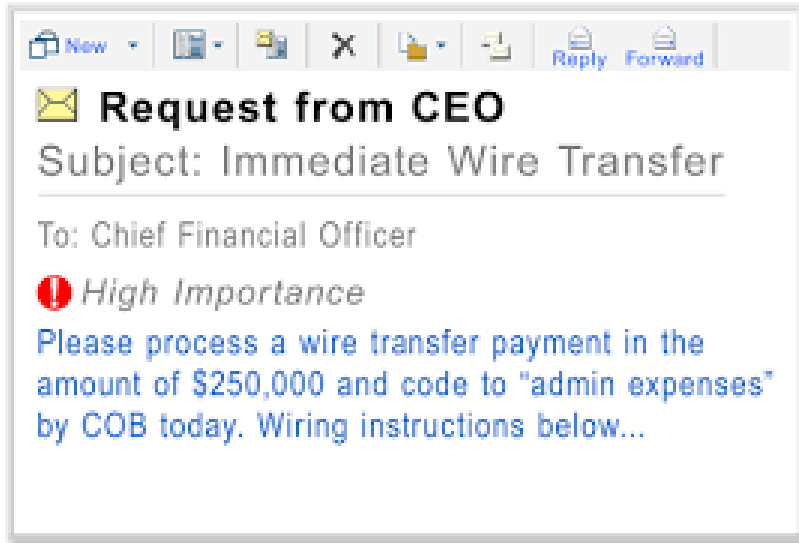 New
Reply Forward
Request from CEO
Subject: Immediate Wire Transfer
To: Chief Financial Officer
High Importance
Please process a wire transfer payment in the
amount of $250,000 and code to “admin expenses”
by COB today. Wiring instructions below...